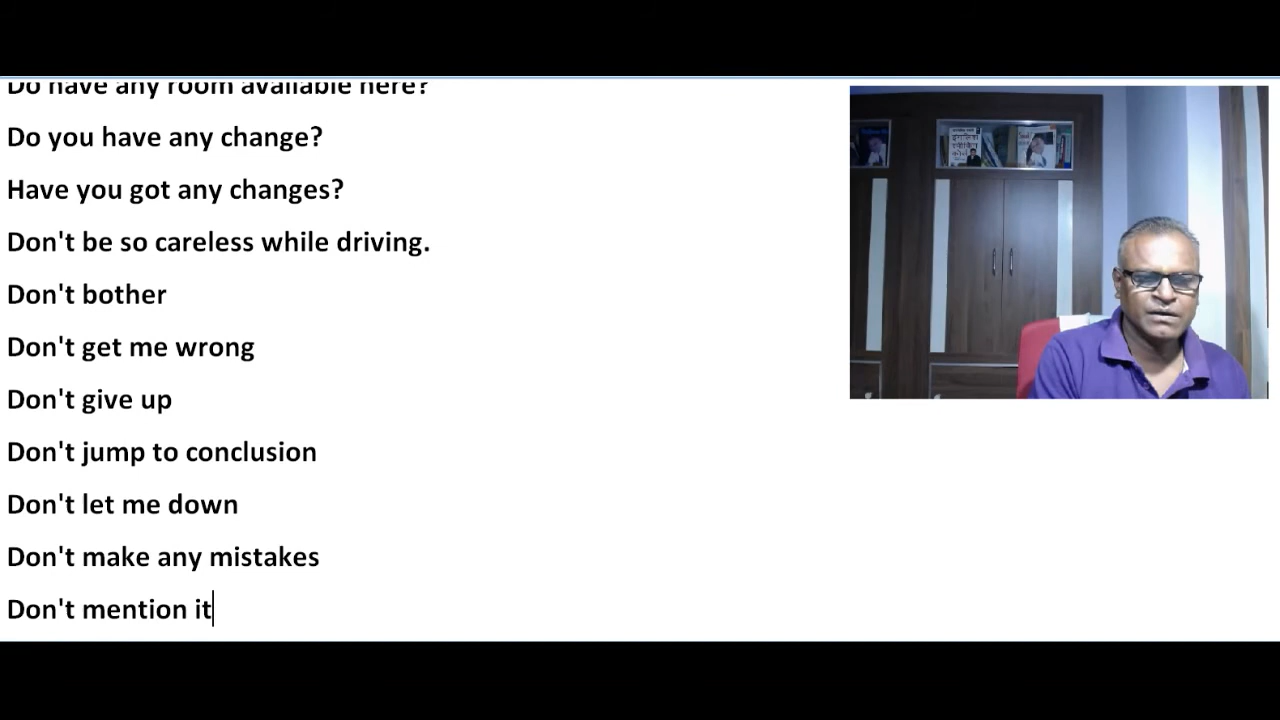 Do have any room available here?
Do you have any change?
Have you got any changes?
Don't be so careless while driving.
Don't bother
Don't get me wrong
Don't give up
Don't jump to conclusion
Don't let me down
Don't make any mistakes
Don't mention it